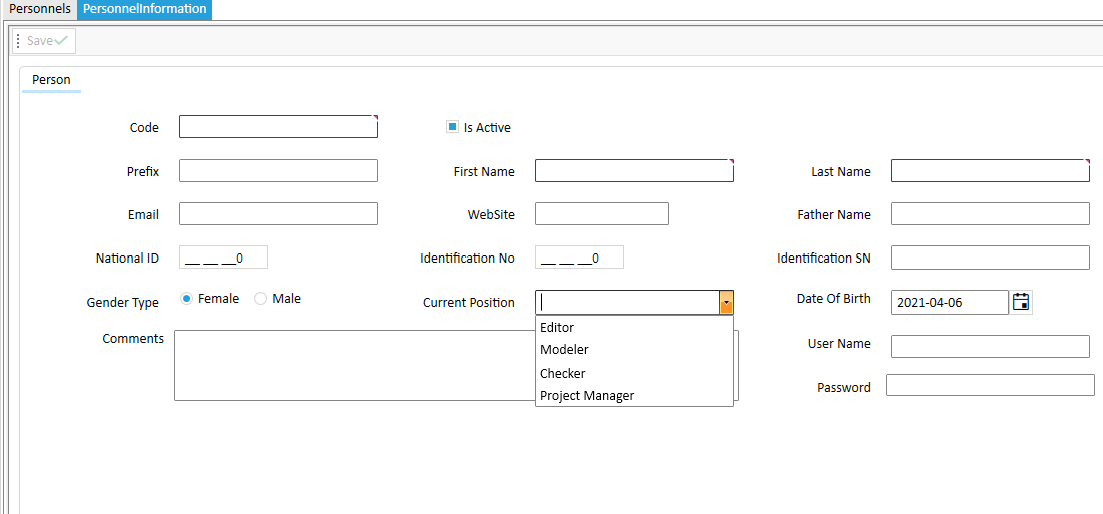 Personnels PersonnelInformation
Save
Person
Code Is Active
Prefix First Name Last Name
Email WebSite Father Name
National ID __ __ __0 Identification No __ __ __0 Identification SN
Gender Type Female Male Current Position Date Of Birth 2021-04-06
Editor
Comments User Name
Modeler
Checker
Password
Project Manager